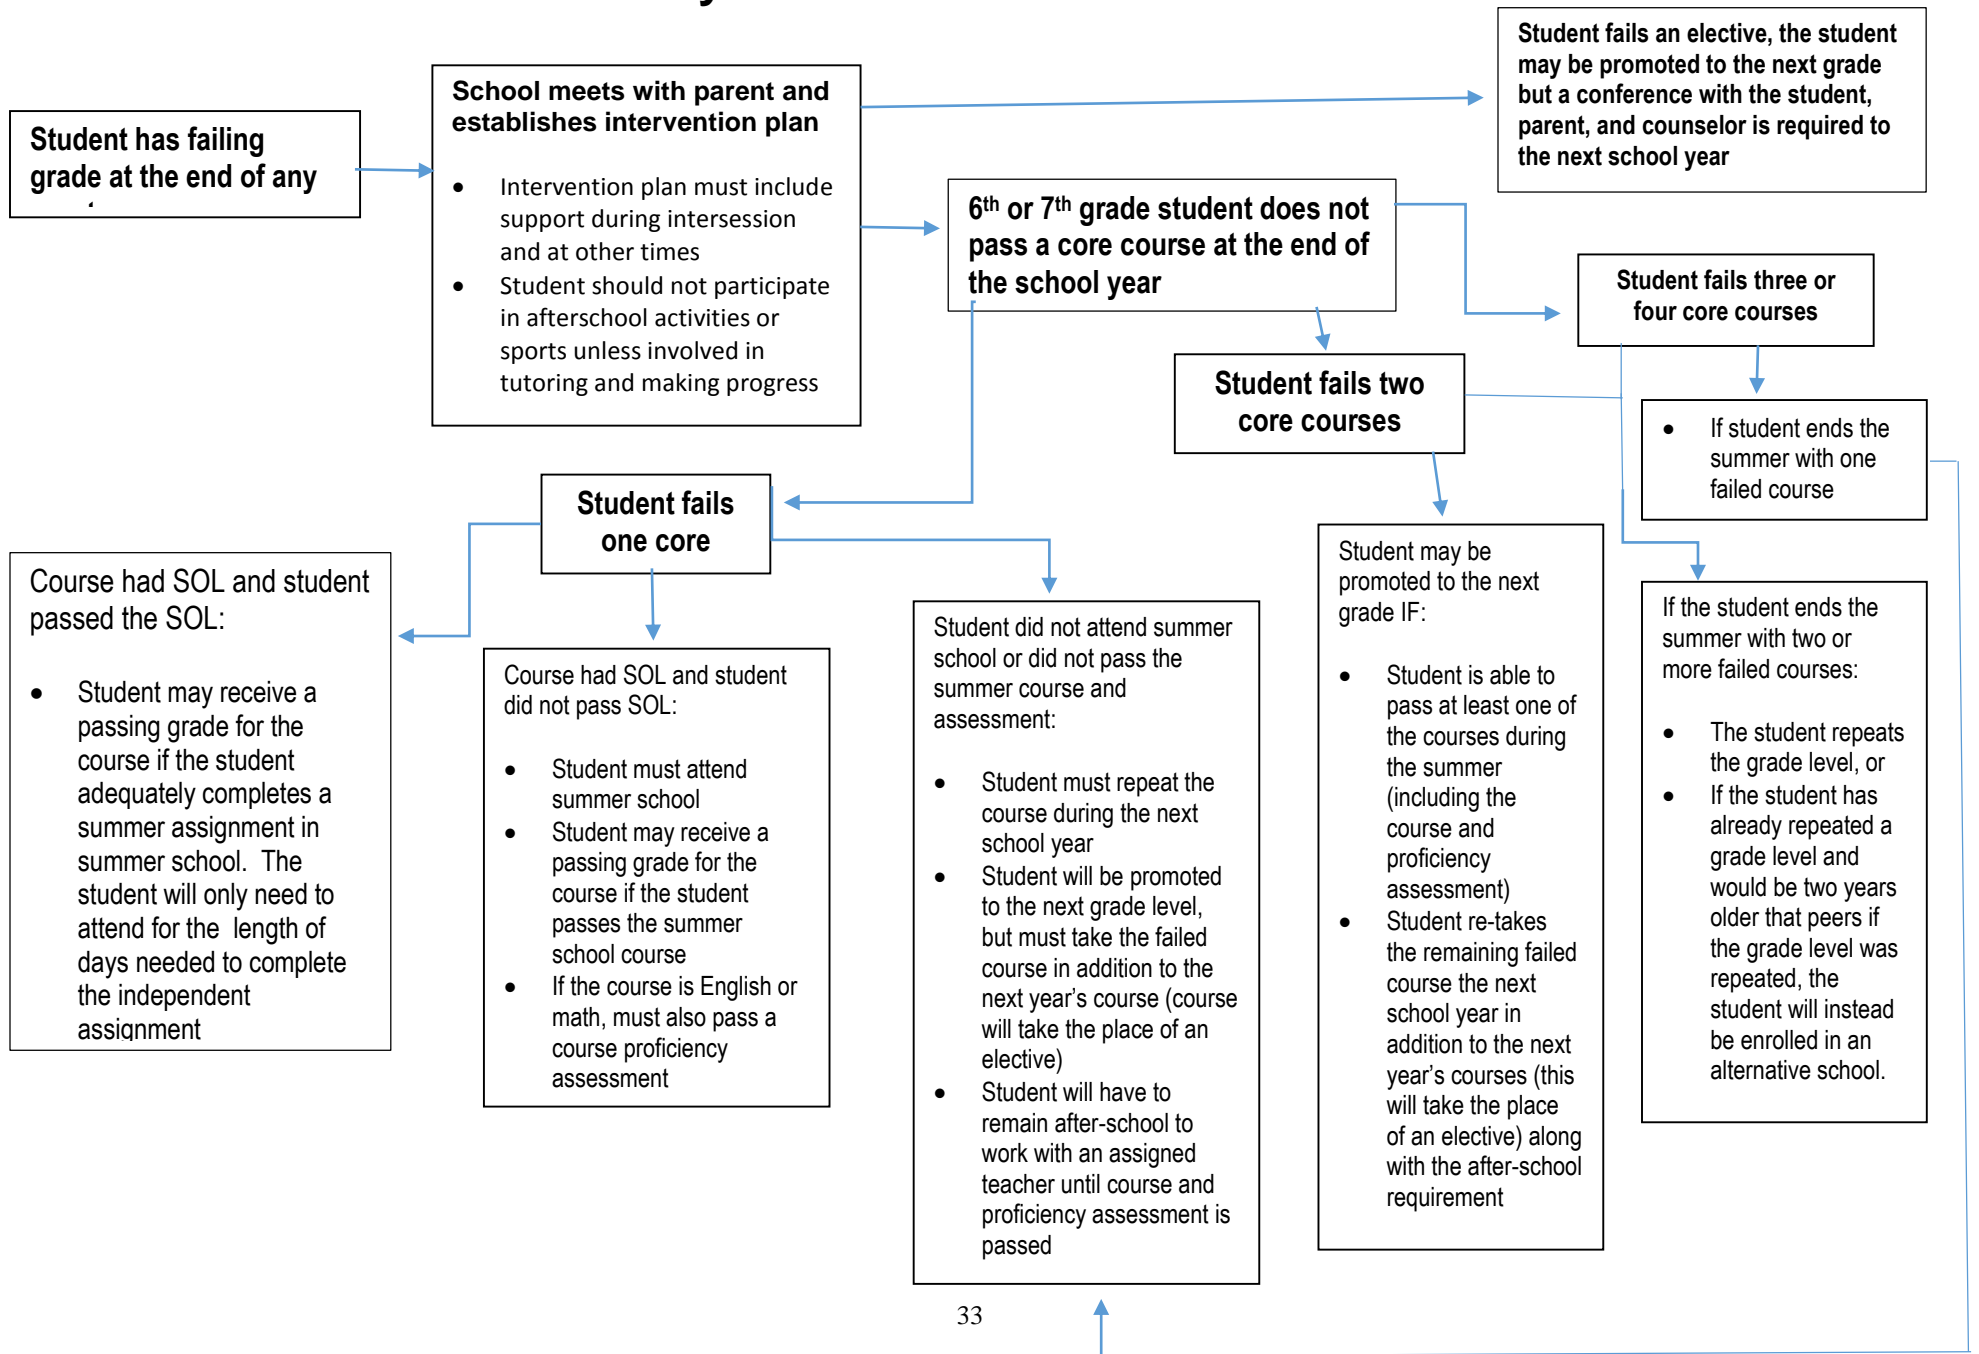 Student has failing
grade at the end of any
School meets with parent and
establishes intervention plan
• Intervention plan must include
support during intersession
and at other times
• Student should not participate
in afterschool activities or
sports unless involved in
tutoring and making progress
Student fails an elective, the student
may be promoted to the next grade
but a conference with the student,
parent, and counselor is required to
the next school year
6th or 7th grade student does not
pass a core course at the end of
the school year
Student fails three or
four core courses
Student fails two
core courses
• If student ends the
summer with one
failed course
Student fails
one core
Course had SOL and student
passed the SOL:
• Student may receive a
passing grade for the
course if the student
adequately completes a
summer assignment in
summer school.  The
student will only need to
attend for the  length of
days needed to complete
the independent
assignment
Course had SOL and student
did not pass SOL:
• Student must attend
summer school
• Student may receive a
passing grade for the
course if the student
passes the summer
school course
• If the course is English or
math, must also pass a
course proficiency
assessment
Student did not attend summer
school or did not pass the
summer course and
assessment:
• Student must repeat the
course during the next
school year
• Student will be promoted
to the next grade level,
but must take the failed
course in addition to the
next year’s course (course
will take the place of an
elective)
• Student will have to
remain after-school to
work with an assigned
teacher until course and
proficiency assessment is
passed
Student may be
promoted to the next
grade IF:
• Student is able to
pass at least one of
the courses during
the summer
(including the
course and
proficiency
assessment)
• Student re-takes
the remaining failed
course the next
school year in
addition to the next
year’s courses (this
will take the place
of an elective) along
with the after-school
requirement
If the student ends the
summer with two or
more failed courses:
• The student repeats
the grade level, or
• If the student has
already repeated a
grade level and
would be two years
older that peers if
the grade level was
repeated, the
student will instead
be enrolled in an
alternative school.
33